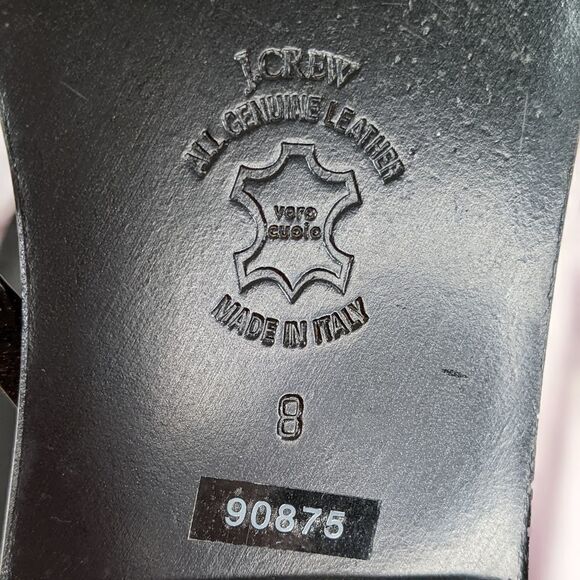 J.CREW
ALL GENUINE LEATHER
vero
cuoio
MADE IN ITALY
8
90875